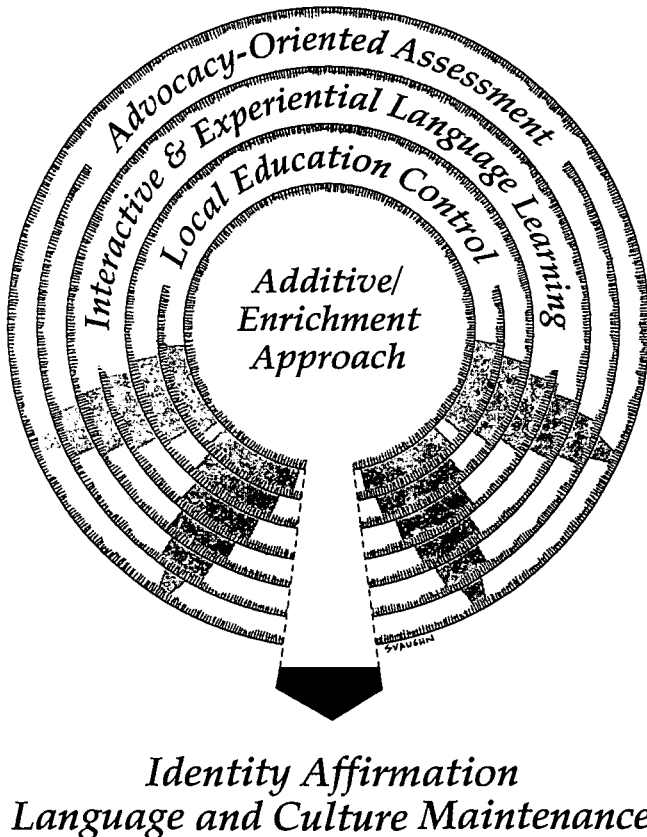 Advocacy-Oriented Assessment
Interactive & Experiential Language Learning
Local Education Control
Additive/
Enrichment
Approach
SVAUGHN
Identity Affirmation
Language and Culture Maintenance